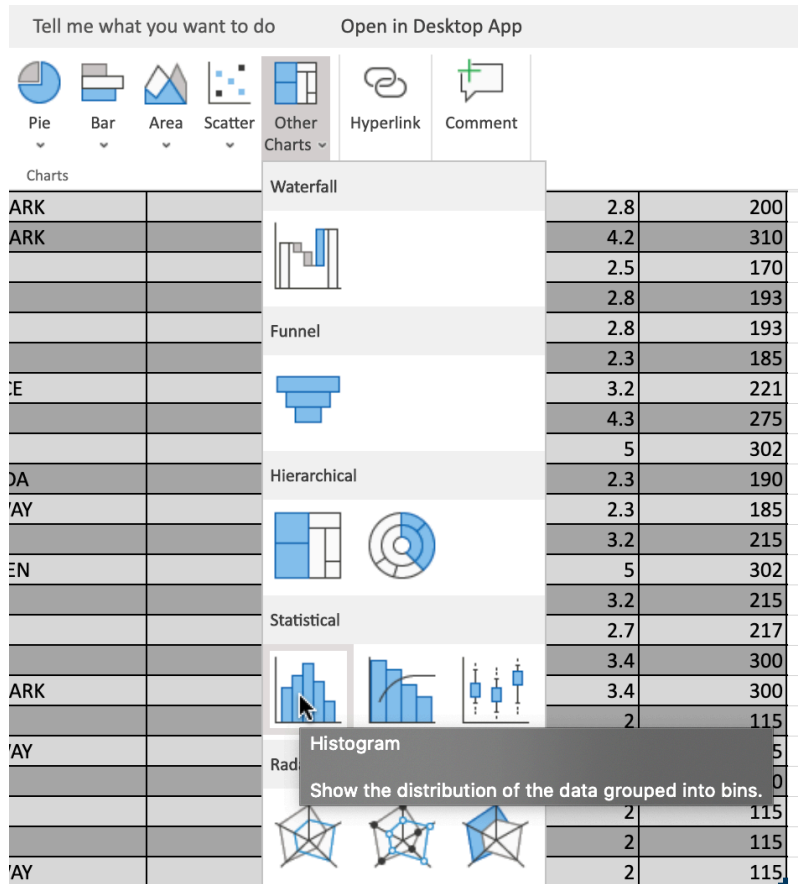 Tell me what you want to do Open in Desktop App
Pie Bar Area Scatter Other Charts Hyperlink Comment
Charts
Waterfall
Funnel
Hierarchical
Statistical
Histogram
Show the distribution of the data grouped into bins.
ARK 2.8 200
ARK 4.2 310
2.5 170
2.8 193
2.8 193
2.3 185
CE 3.2 221
4.3 275
5 302
DA 2.3 190
WAY 2.3 185
3.2 215
EN 5 302
3.2 215
2.7 217
3.4 300
ARK 3.4 300
2 115
WAY 5
0
2 115
2 115
WAY 2 115